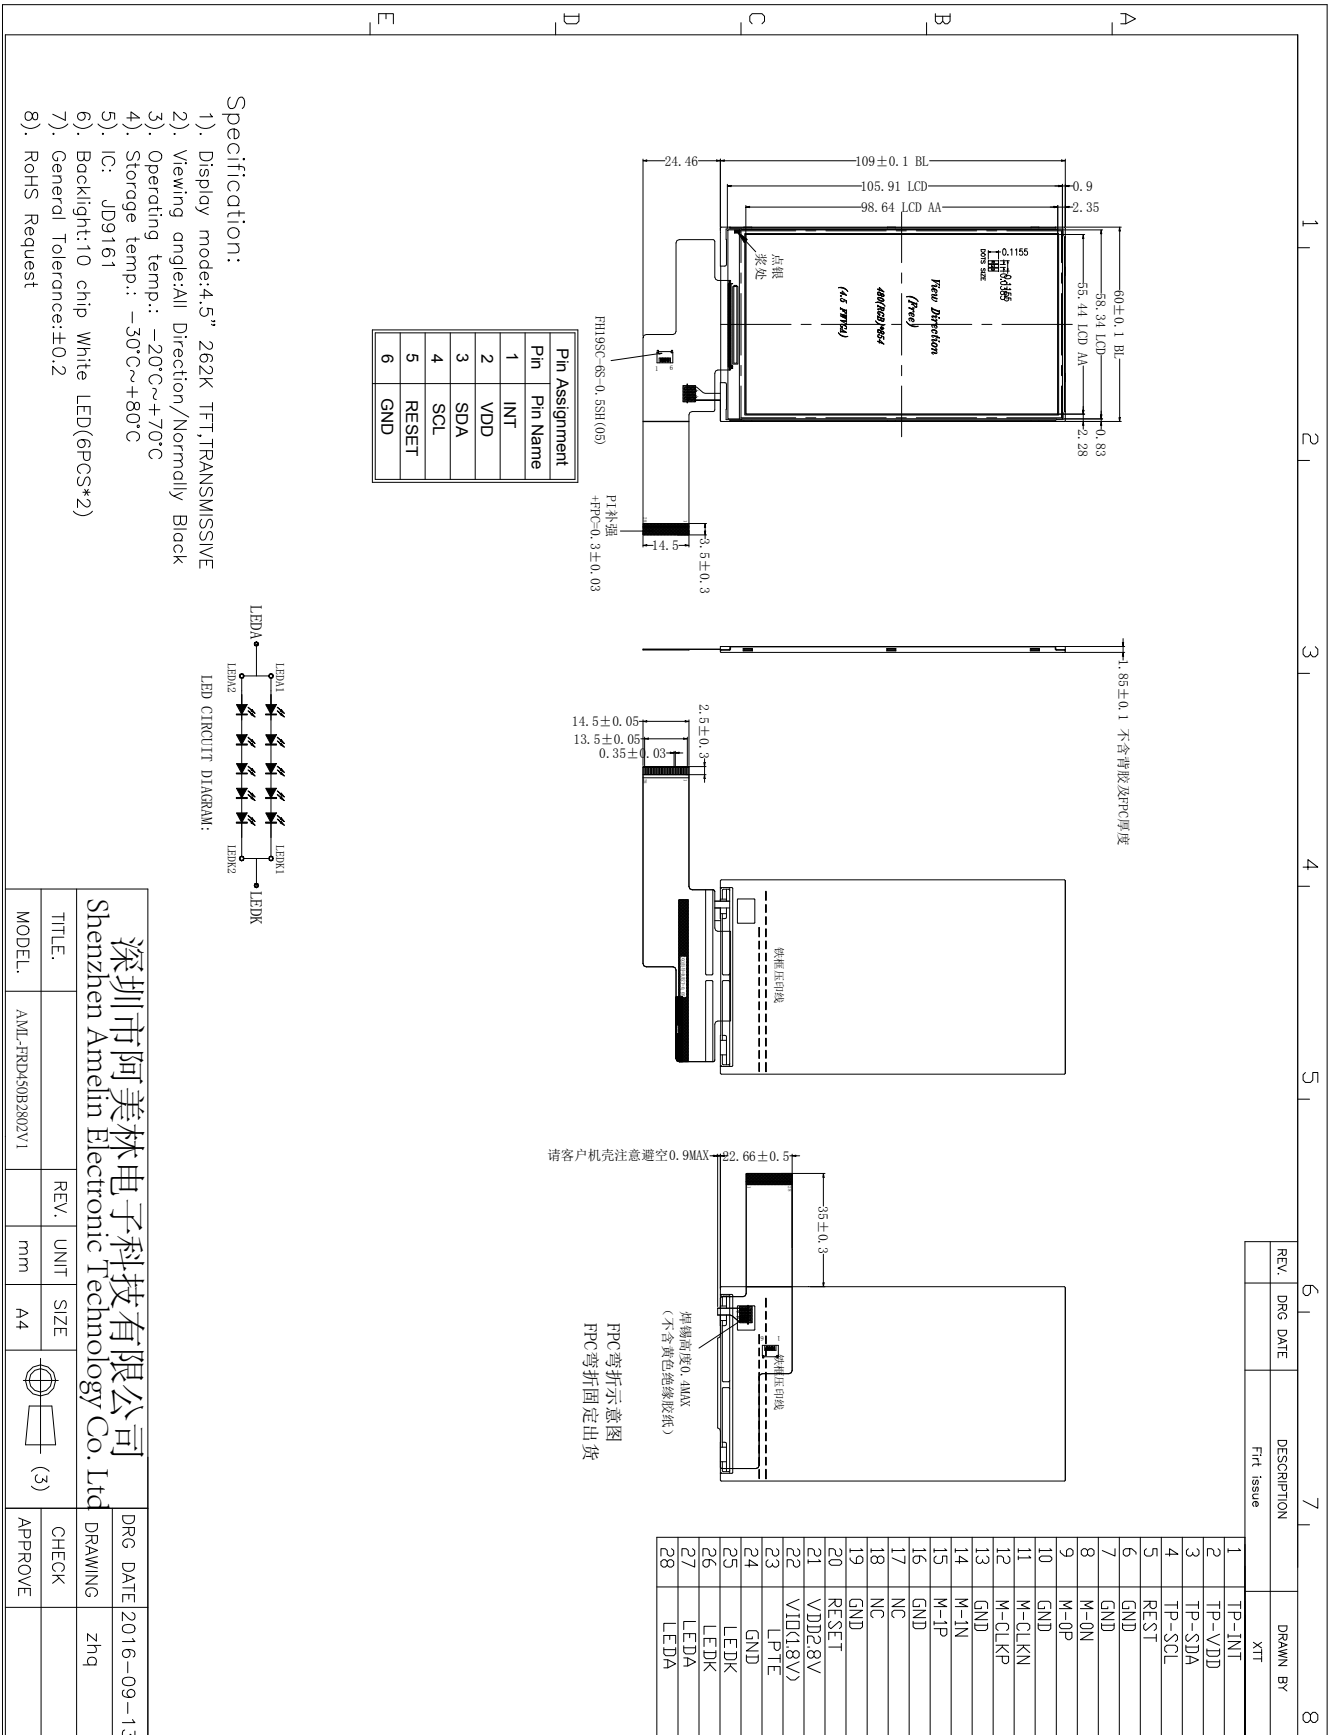 1
2
3
4
5
6
7
8
A
B
C
D
E
REV.
DRG DATE
DESCRIPTION
DRAWN BY
Firt issue
XTT
60±0.1 BL
58.34 LCD
55.44 LCD AA
0.83
2.28
109±0.1 BL
105.91 LCD
98.64 LCD AA
0.9
2.35
24.46
0.1155
DOTS SIZE
View Direction
(Free)
480(RGB)*854
(4.5 FWVGA)
点银
浆处
FH19SC-6S-0.5SH(05)
1
6
PI补强
+FPC=0.3±0.03
14.5
3.5±0.3
1.85±0.1 不含背胶及FPC厚度
14.5±0.05
13.5±0.05
0.35±0.03
2.5±0.3
铁框压印线
请客户机壳注意避空0.9MAX
22.66±0.5
35±0.3
铁框压印线
焊锡高度0.4MAX
(不含黄色绝缘胶纸)
FPC弯折示意图
FPC弯折固定出货
1 TP-INT
2 TP-VDD
3 TP-SDA
4 TP-SCL
5 REST
6 GND
7 GND
8 M-0N
9 M-0P
10 GND
11 M-CLKN
12 M-CLKP
13 GND
14 M-1N
15 M-1P
16 GND
17 NC
18 NC
19 GND
20 RESET
21 VDD2.8V
22 VIO(1.8V)
23 LPTE
24 GND
25 LEDK
26 LEDK
27 LEDA
28 LEDA
Pin Assignment
Pin Pin Name
1 INT
2 VDD
3 SDA
4 SCL
5 RESET
6 GND
Specification:
1). Display mode:4.5" 262K TFT,TRANSMISSIVE
2). Viewing angle:All Direction/Normally Black
3). Operating temp.: -20°C~+70°C
4). Storage temp.: -30°C~+80°C
5). IC: JD9161
6). Backlight:10 chip White LED(6PCS*2)
7). General Tolerance:±0.2
8). RoHS Request
LEDA
LEDA1
LEDA2
LEDK1
LEDK2
LEDK
LED CIRCUIT DIAGRAM:
深圳市阿美林电子科技有限公司
Shenzhen Amelin Electronic Technology Co. Ltd
TITLE.
REV.
UNIT
SIZE
MODEL.
AML-FRD450B2802V1
mm
A4
(3)
DRG DATE 2016-09-13
DRAWING zhq
CHECK
APPROVE